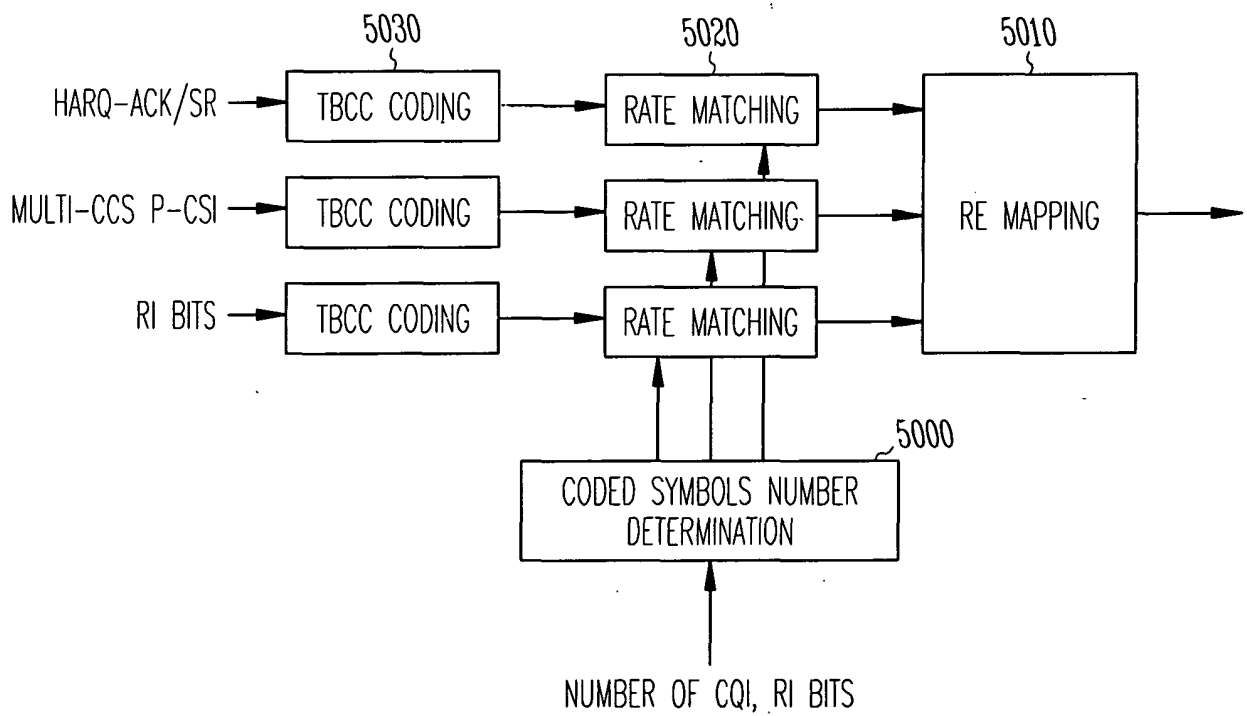 5030
5020
5010
HARQ-ACK/SR
TBCC CODING
RATE MATCHING
MULTI-CCS P-CSI
TBCC CODING
RATE MATCHING
RE MAPPING
RI BITS
TBCC CODING
RATE MATCHING
5000
CODED SYMBOLS NUMBER
DETERMINATION
NUMBER OF CQI, RI BITS